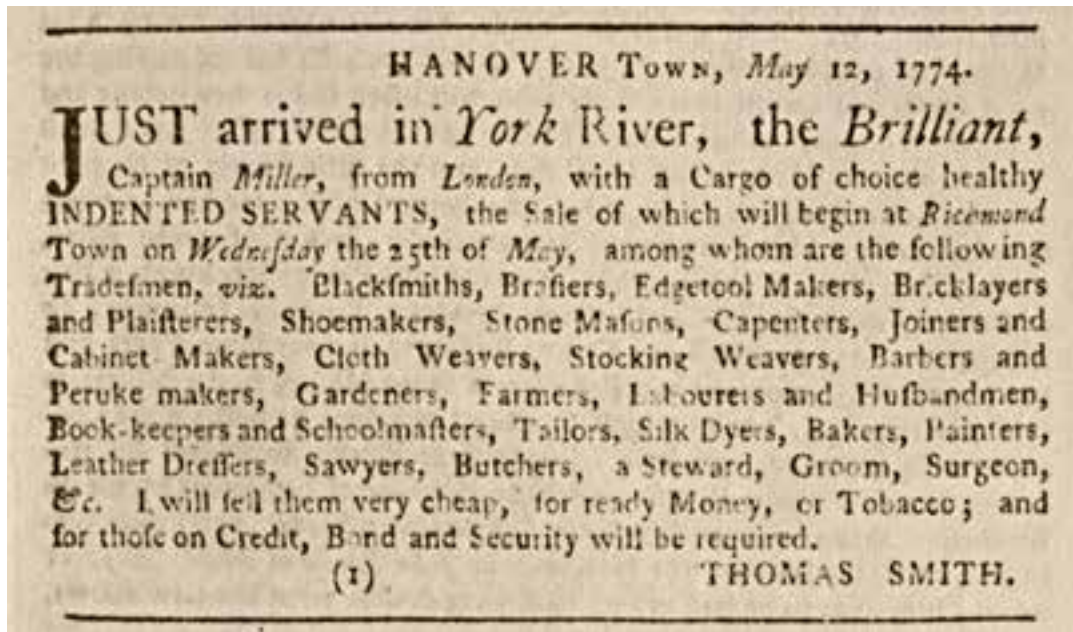 HANOVER TOWN, May 12, 1774.
JUST arrived in York River, the Brilliant,
Captain Miller, from London, with a Cargo of choice healthy
INDENTED SERVANTS, the Sale of which will begin at Richmond
Town on Wedneſday the 25th of May, among whom are the following
Tradeſmen, viz. Blackſmiths, Braſiers, Edgetool Makers, Bricklayers
and Plaiſterers, Shoemakers, Stone Maſons, Capenters, Joiners and
Cabinet Makers, Cloth Weavers, Stocking Weavers, Barbers and
Peruke makers, Gardeners, Farmers, Labourers and Huſbandmen,
Book-keepers and Schoolmaſters, Tailors, Silk Dyers, Bakers, Painters,
Leather Dreſſers, Sawyers, Butchers, a Steward, Groom, Surgeon,
&c. I will ſell them very cheap, for ready Money, or Tobacco; and
for thoſe on Credit, Bond and Security will be required.
(1) THOMAS SMITH.